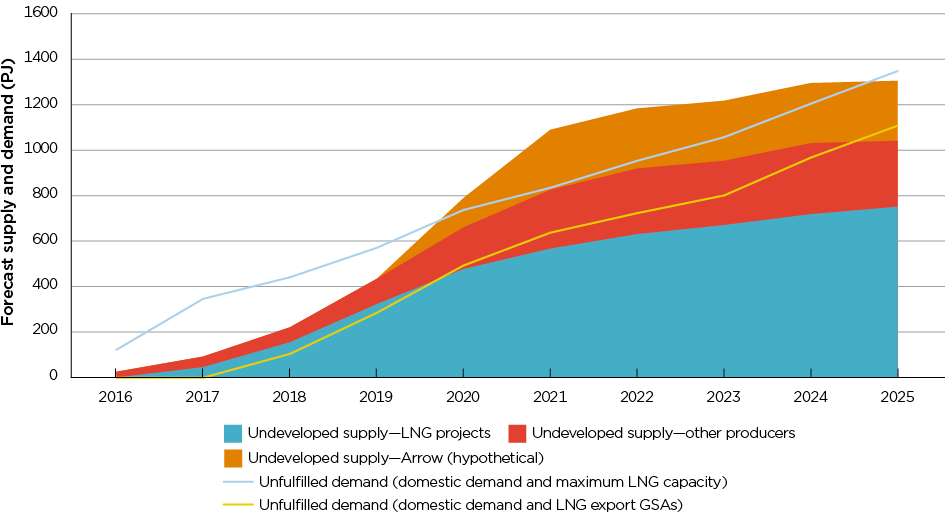 Forecast supply and demand (PJ)
1600
1400
1200
1000
800
600
400
200
0
2016 2017 2018 2019 2020 2021 2022 2023 2024 2025
Undeveloped supply—LNG projects Undeveloped supply—other producers
Undeveloped supply—Arrow (hypothetical)
Unfulfilled demand (domestic demand and maximum LNG capacity)
Unfulfilled demand (domestic demand and LNG export GSAs)